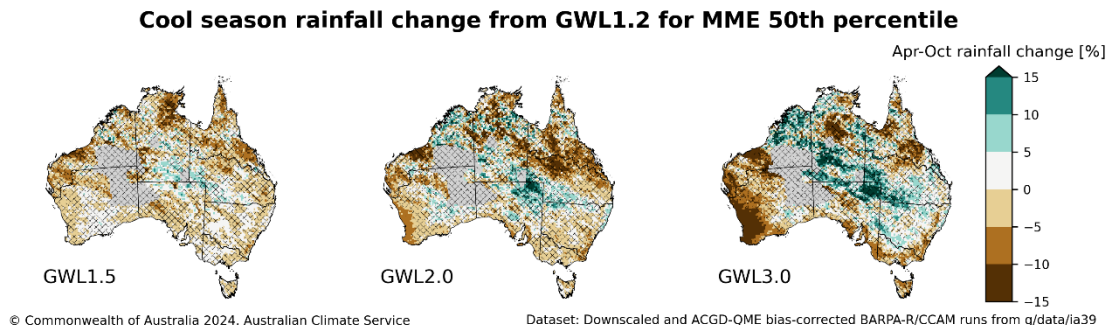 Cool season rainfall change from GWL1.2 for MME 50th percentile
Apr-Oct rainfall change [%]
15
10
5
0
−5
−10
−15
GWL1.5
GWL2.0
GWL3.0
© Commonwealth of Australia 2024, Australian Climate Service
Dataset: Downscaled and ACGD-QME bias-corrected BARPA-R/CCAM runs from g/data/ia39